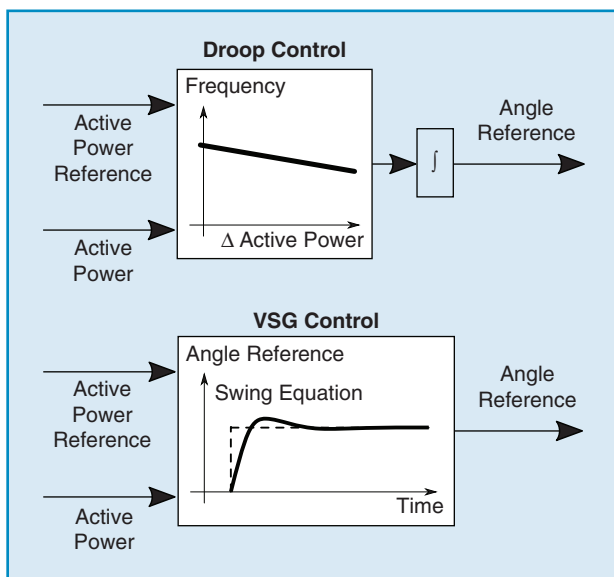 Droop Control
Frequency
Active
Power
Reference
Active
Power
Δ Active Power
∫
Angle
Reference
VSG Control
Angle Reference
Swing Equation
Active
Power
Reference
Active
Power
Time
Angle
Reference